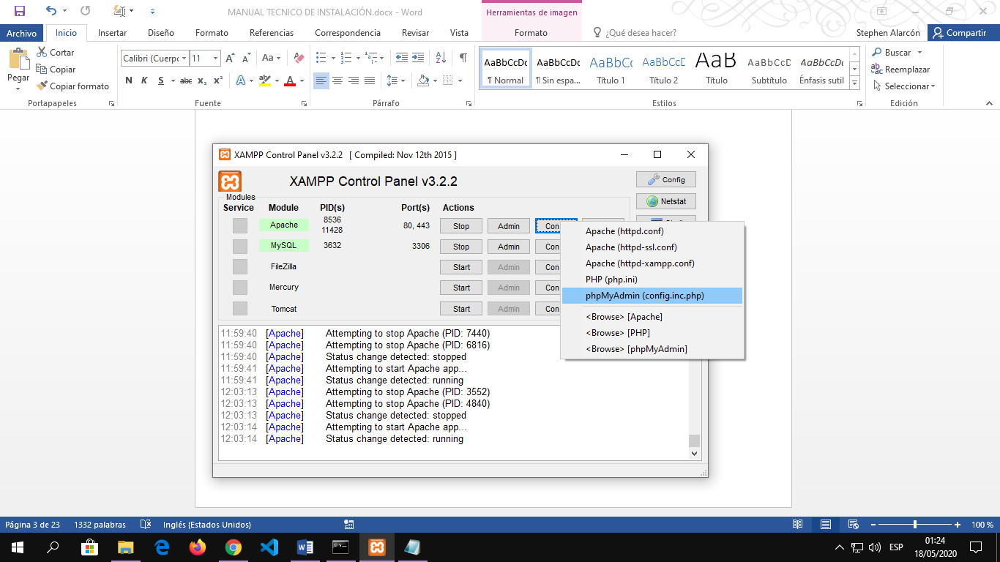 MANUAL TECNICO DE INSTALACIÓN.docx - Word
Herramientas de imagen
Archivo
Inicio
Insertar
Diseño
Formato
Referencias
Correspondencia
Revisar
Vista
Formato
¿Qué desea hacer?
Stephen Alarcón
Compartir
Pegar
Cortar
Copiar
Copiar formato
Portapapeles
Calibri (Cuerpo
11
Aa
N K S abc x₂ x²
Fuente
Párrafo
AaBbCcDc
¶ Normal
AaBbCcDc
¶ Sin espa...
AaBbCc
Título 1
AaBbCcD
Título 2
AaB
Título
AaBbCcD
Subtítulo
AaBbCcDc
Énfasis sutil
Estilos
Buscar
Reemplazar
Seleccionar
Edición
XAMPP Control Panel v3.2.2 [ Compiled: Nov 12th 2015 ]
XAMPP Control Panel v3.2.2
Config
Netstat
Modules
Service Module PID(s) Port(s) Actions
Apache 8536 11428 80, 443 Stop Admin Con
MySQL 3632 3306 Stop Admin Con
FileZilla Start Admin Con
Mercury Start Admin Con
Tomcat Start Admin Con
Apache (httpd.conf)
Apache (httpd-ssl.conf)
Apache (httpd-xampp.conf)
PHP (php.ini)
phpMyAdmin (config.inc.php)
<Browse> [Apache]
<Browse> [PHP]
<Browse> [phpMyAdmin]
11:59:40 [Apache] Attempting to stop Apache (PID: 7440)
11:59:40 [Apache] Attempting to stop Apache (PID: 6816)
11:59:40 [Apache] Status change detected: stopped
11:59:41 [Apache] Attempting to start Apache app...
11:59:41 [Apache] Status change detected: running
12:03:13 [Apache] Attempting to stop Apache (PID: 3552)
12:03:13 [Apache] Attempting to stop Apache (PID: 4840)
12:03:13 [Apache] Status change detected: stopped
12:03:14 [Apache] Attempting to start Apache app...
12:03:14 [Apache] Status change detected: running
Página 3 de 23
1332 palabras
Inglés (Estados Unidos)
100 %
ESP
01:24
18/05/2020